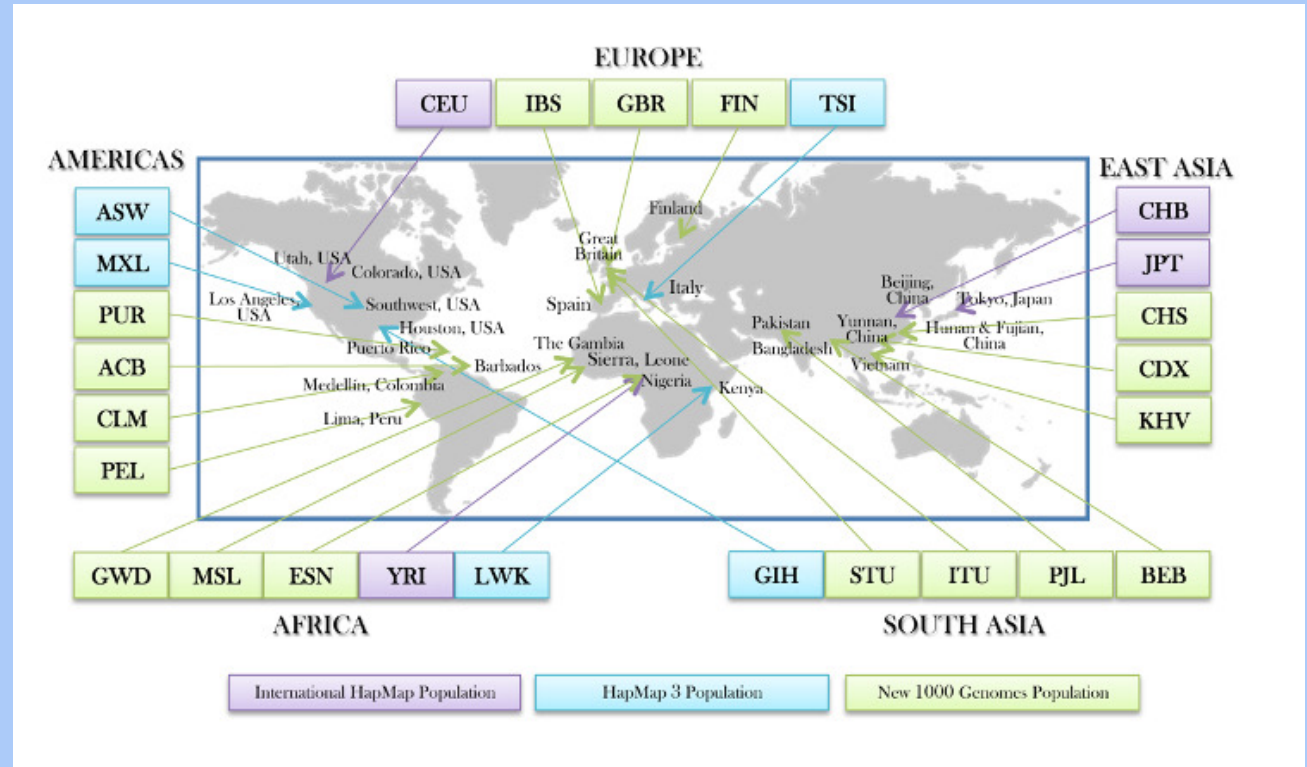 EUROPE
CEU IBS GBR FIN TSI
AMERICAS
ASW
MXL
PUR
ACB
CLM
PEL
EAST ASIA
CHB
JPT
CHS
CDX
KHV
Finland
Great
Britain
Utah, USA
Colorado, USA
Los Angeles,
USA
Southwest, USA
Houston, USA
Puerto Rico
Barbados
Medellín, Colombia
Lima, Peru
Spain
Italy
The Gambia
Sierra, Leone
Nigeria
Kenya
Pakistan
Bangladesh
Beijing,
China
Tokyo, Japan
Yunnan,
China
Hunan & Fujian,
China
Vietnam
GWD MSL ESN YRI LWK
AFRICA
GIH STU ITU PJL BEB
SOUTH ASIA
International HapMap Population
HapMap 3 Population
New 1000 Genomes Population